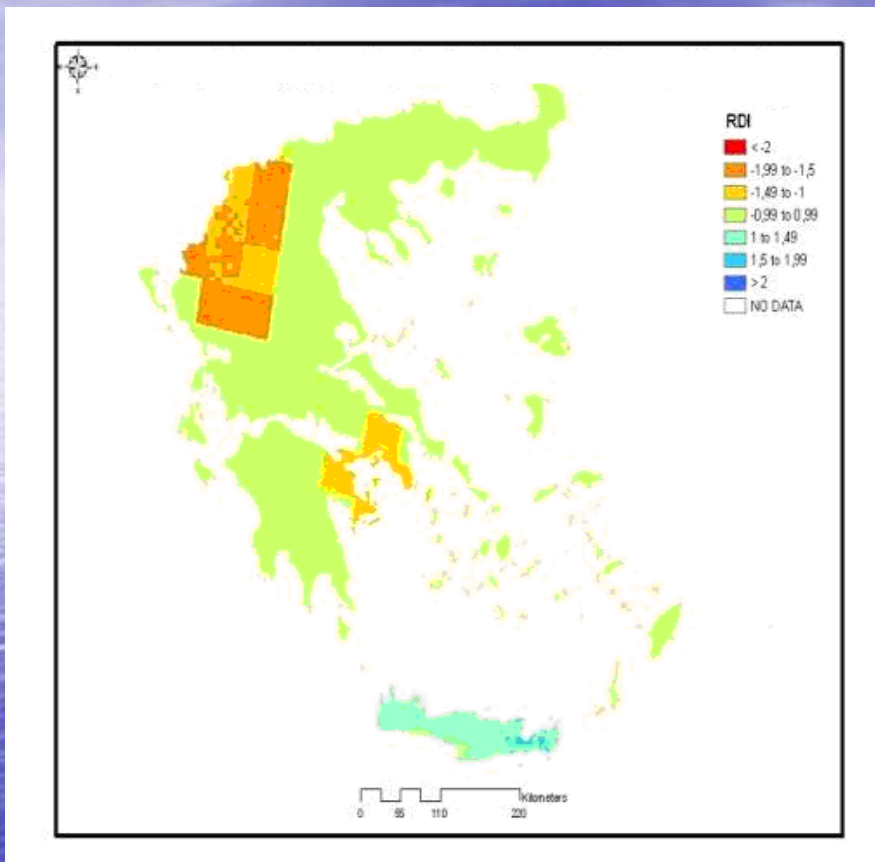 RDI
< -2
-1,99 to -1,5
-1,49 to -1
-0,99 to 0,99
1 to 1,49
1,5 to 1,99
> 2
NO DATA
Kilometers
0 55 110 220